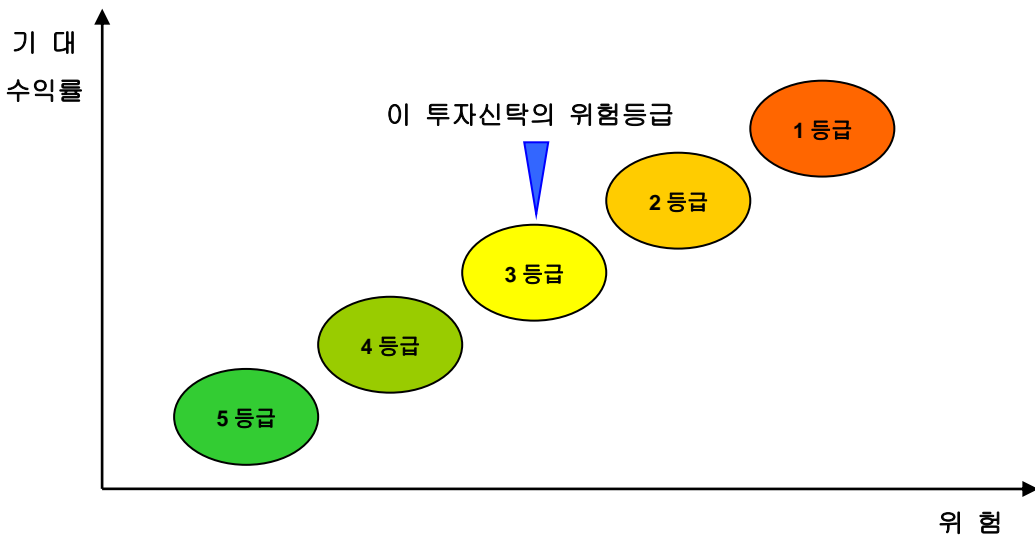 기 대
수익률
이 투자신탁의 위험등급
1 등급
2 등급
3 등급
4 등급
5 등급
위 험